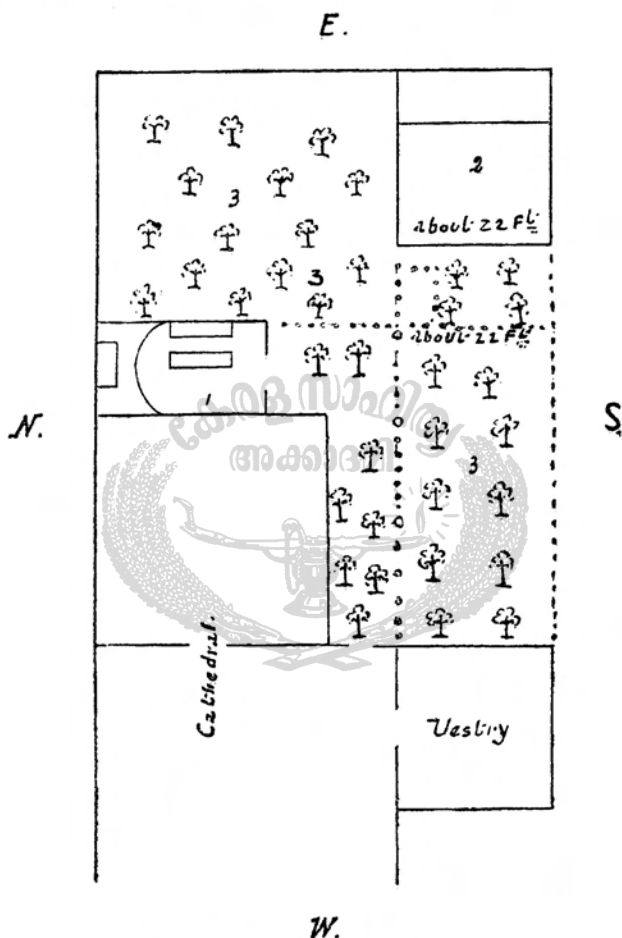 E.
2
about 22 Ft
3
3
about 22 Ft
1
N.
S.
കേരള സാഹിത്യ
അക്കാദമി
3
Cathedral.
Vestry
W.